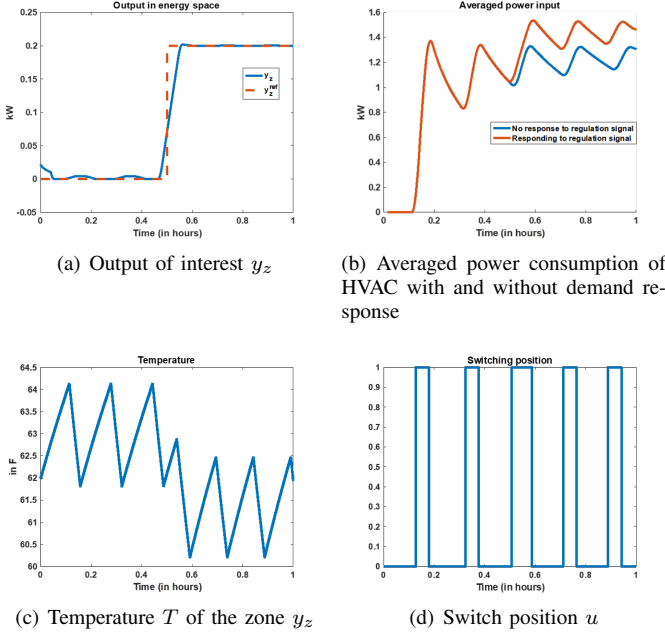 Output in energy space
0.25
0.2
0.15
0.1
0.05
0
-0.05
kW
y_z
y_z^ref
0 0.2 0.4 0.6 0.8 1
Time (in hours)
(a) Output of interest y_z
Averaged power input
1.6
1.4
1.2
1
0.8
0.6
0.4
0.2
0
kW
No response to regulation signal
Responding to regulation signal
0 0.2 0.4 0.6 0.8 1
Time (in hours)
(b) Averaged power consumption of
HVAC with and without demand re-
sponse
Temperature
64.5
64
63.5
63
62.5
62
61.5
61
60.5
60
in F
0 0.2 0.4 0.6 0.8 1
Time (in hours)
(c) Temperature T of the zone y_z
Switching position
1
0.9
0.8
0.7
0.6
0.5
0.4
0.3
0.2
0.1
0
0 0.2 0.4 0.6 0.8 1
Time (in hours)
(d) Switch position u